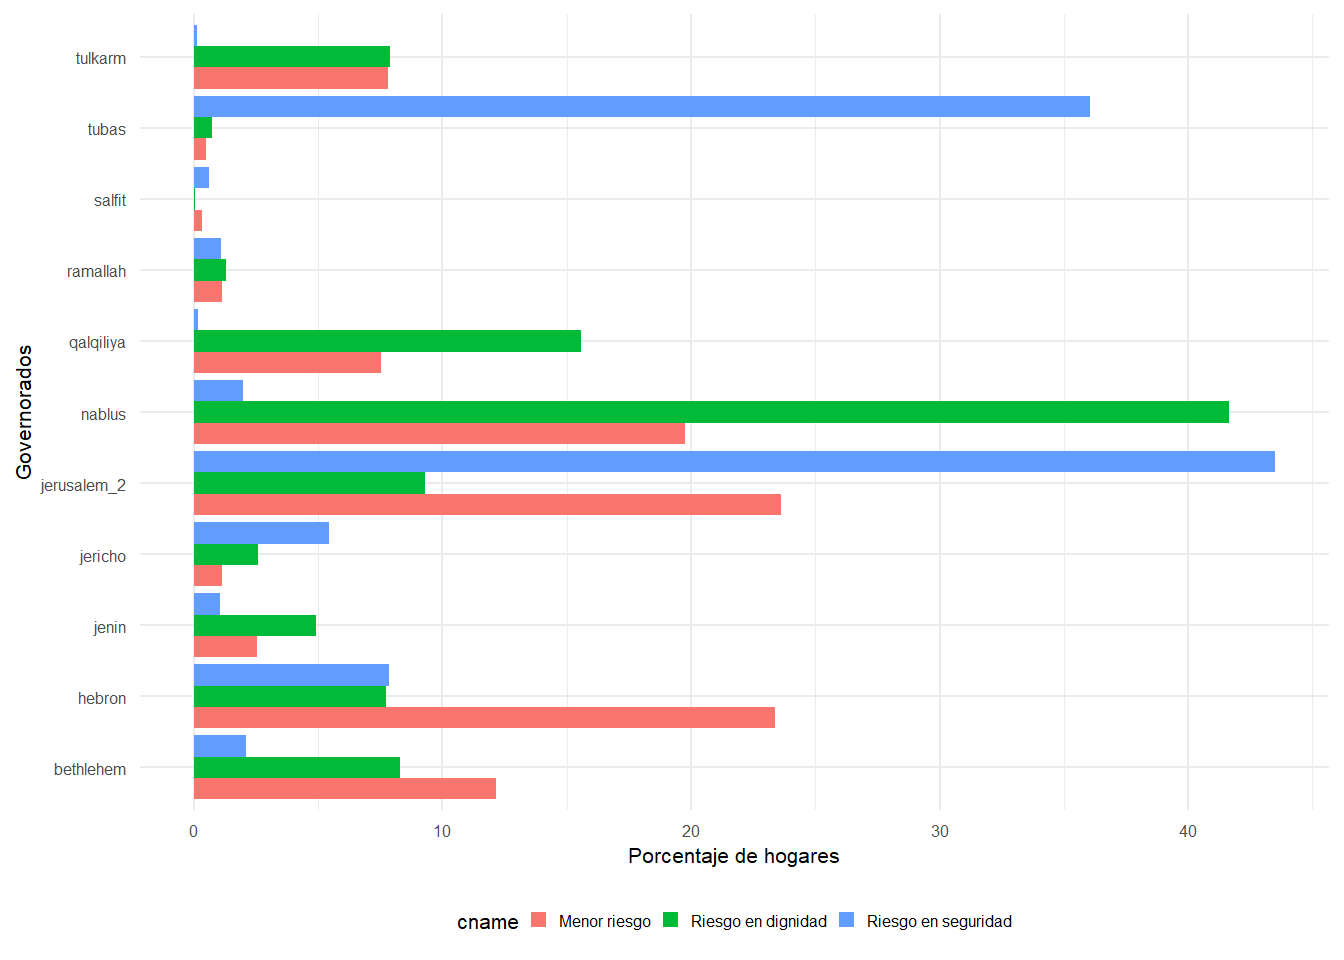 Governorados
tulkarm
tubas
salfit
ramallah
qalqiliya
nablus
jerusalem_2
jericho
jenin
hebron
bethlehem
0 10 20 30 40
Porcentaje de hogares
cname Menor riesgo Riesgo en dignidad Riesgo en seguridad